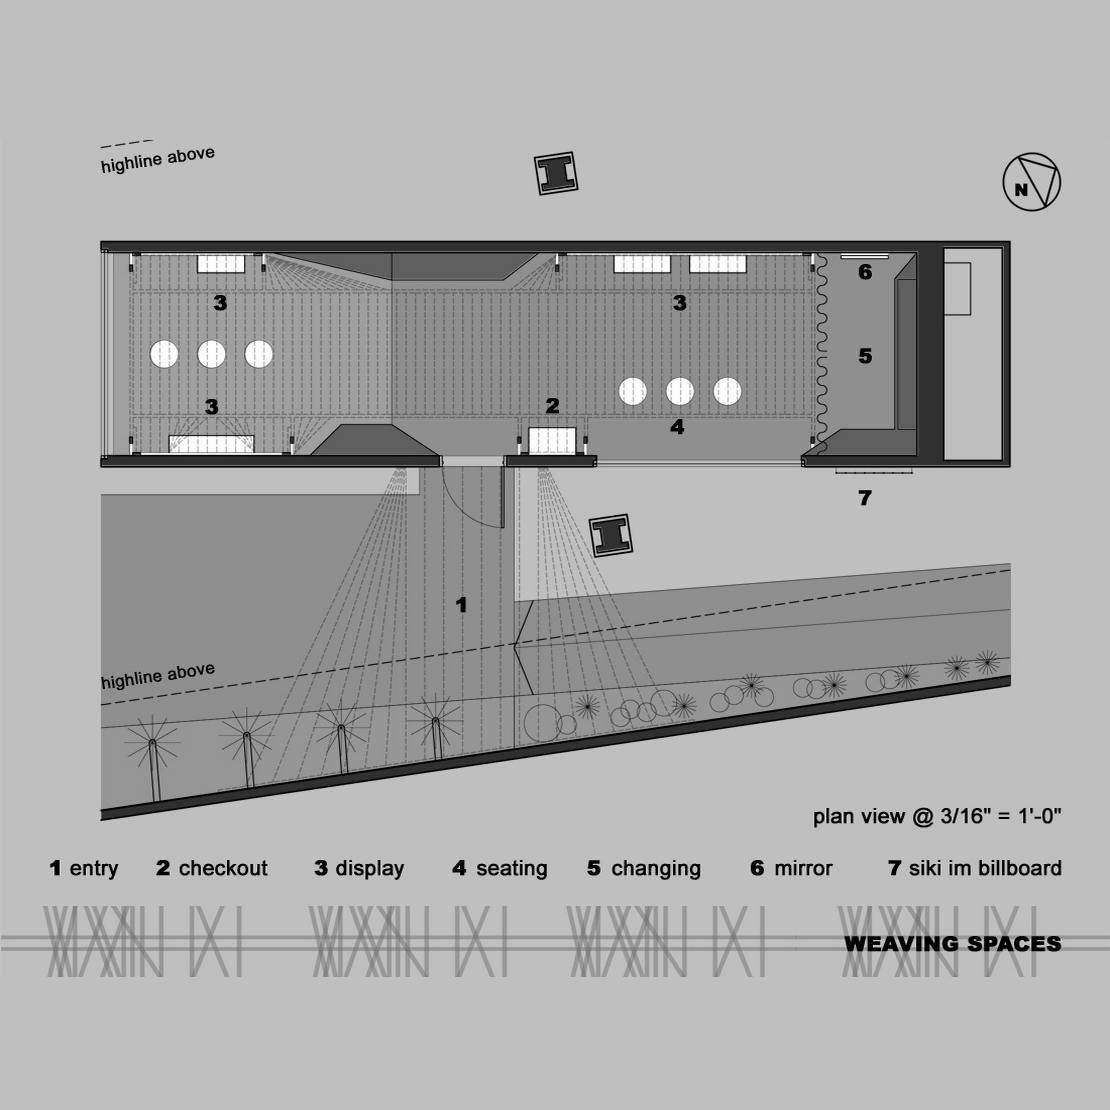 highline above
N
3
3
6
5
3
2
4
7
1
highline above
plan view @ 3/16" = 1'-0"
1 entry 2 checkout 3 display 4 seating 5 changing 6 mirror 7 siki im billboard
WEAVING SPACES